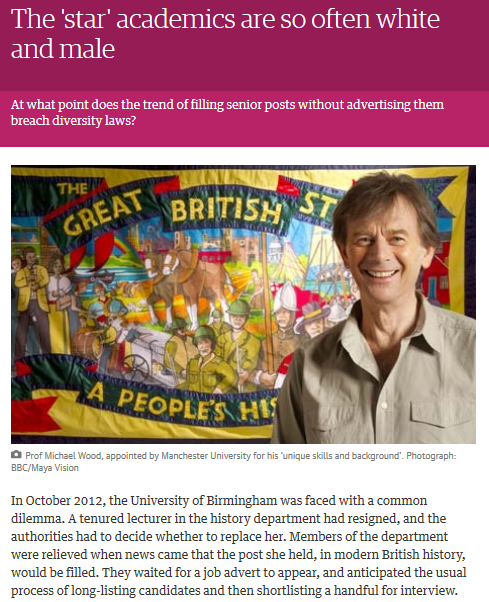 The 'star' academics are so often white
and male
At what point does the trend of filling senior posts without advertising them
breach diversity laws?
THE
GREAT BRITISH ST
A PEOPLE'S HIS
Prof Michael Wood, appointed by Manchester University for his 'unique skills and background'. Photograph:
BBC/Maya Vision
In October 2012, the University of Birmingham was faced with a common
dilemma. A tenured lecturer in the history department had resigned, and the
authorities had to decide whether to replace her. Members of the department
were relieved when news came that the post she held, in modern British history,
would be filled. They waited for a job advert to appear, and anticipated the usual
process of long-listing candidates and then shortlisting a handful for interview.